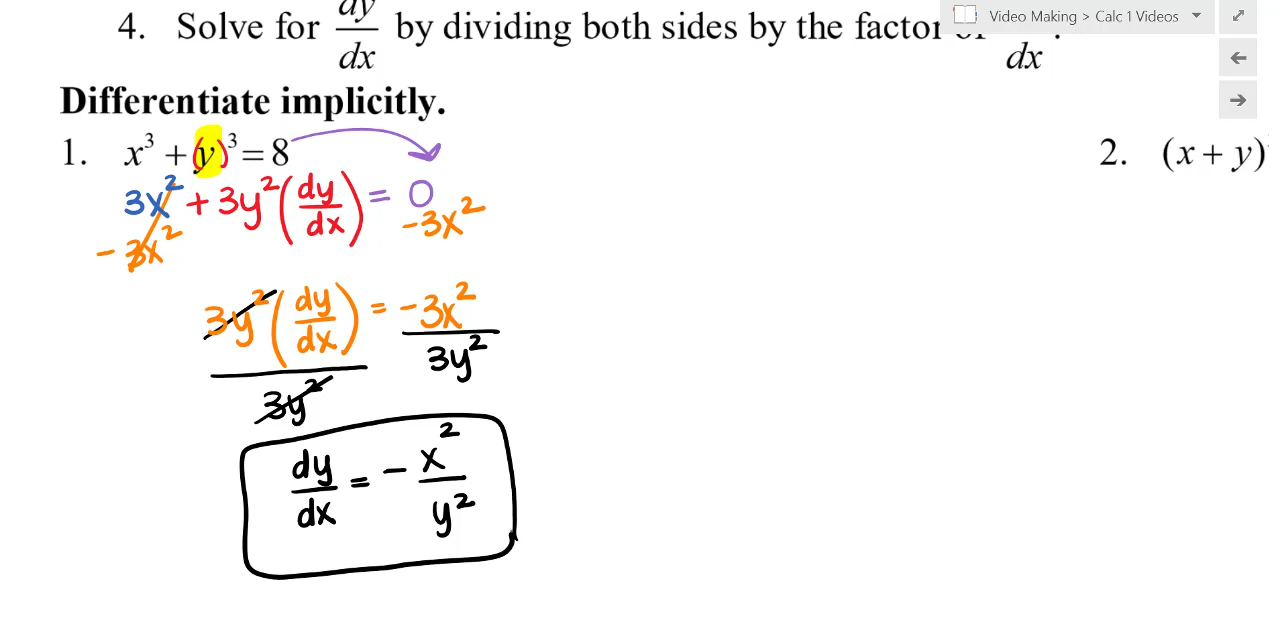 4. Solve for dy/dx by dividing both sides by the factor of dx.
Video Making > Calc 1 Videos
Differentiate implicitly.
1. x³ + (y)³ = 8
2. (x + y)
3x² + 3y²(dy/dx) = 0
- 3x² -3x²
3y²(dy/dx) = -3x²
3y² 3y²
dy/dx = - x²/y²